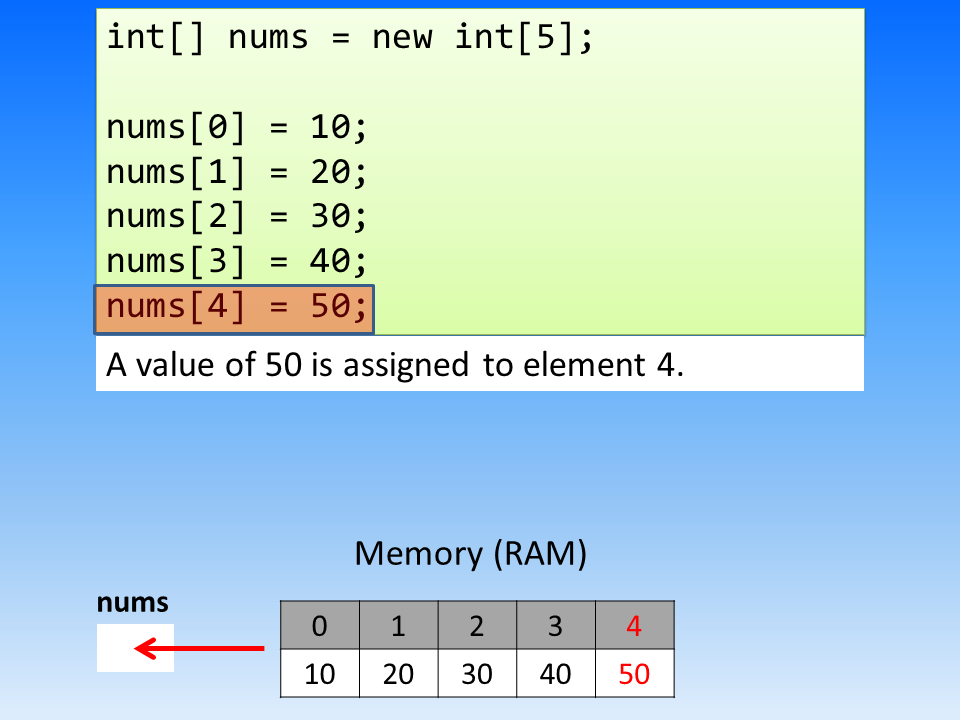 int[] nums = new int[5];
nums[0] = 10;
nums[1] = 20;
nums[2] = 30;
nums[3] = 40;
nums[4] = 50;
A value of 50 is assigned to element 4.
Memory (RAM)
nums
0 1 2 3 4
10 20 30 40 50